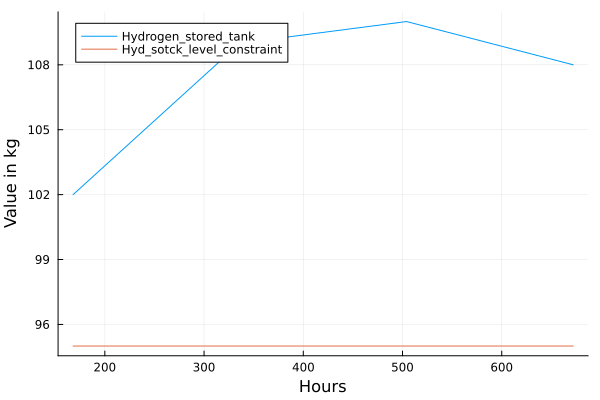 Hydrogen_stored_tank
Hyd_sotck_level_constraint
108
105
102
99
96
Value in kg
200 300 400 500 600
Hours